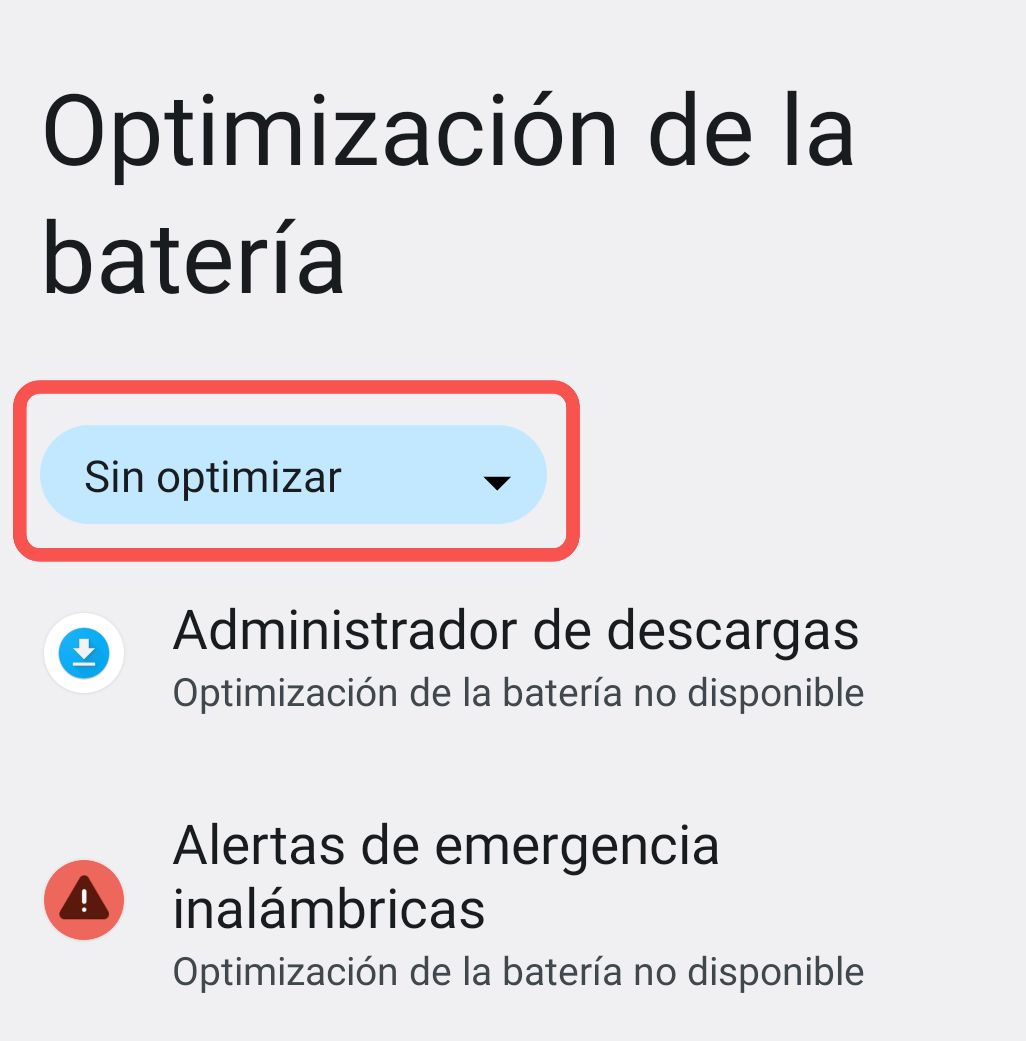 Optimización de la
batería
Sin optimizar
Administrador de descargas
Optimización de la batería no disponible
Alertas de emergencia
inalámbricas
Optimización de la batería no disponible